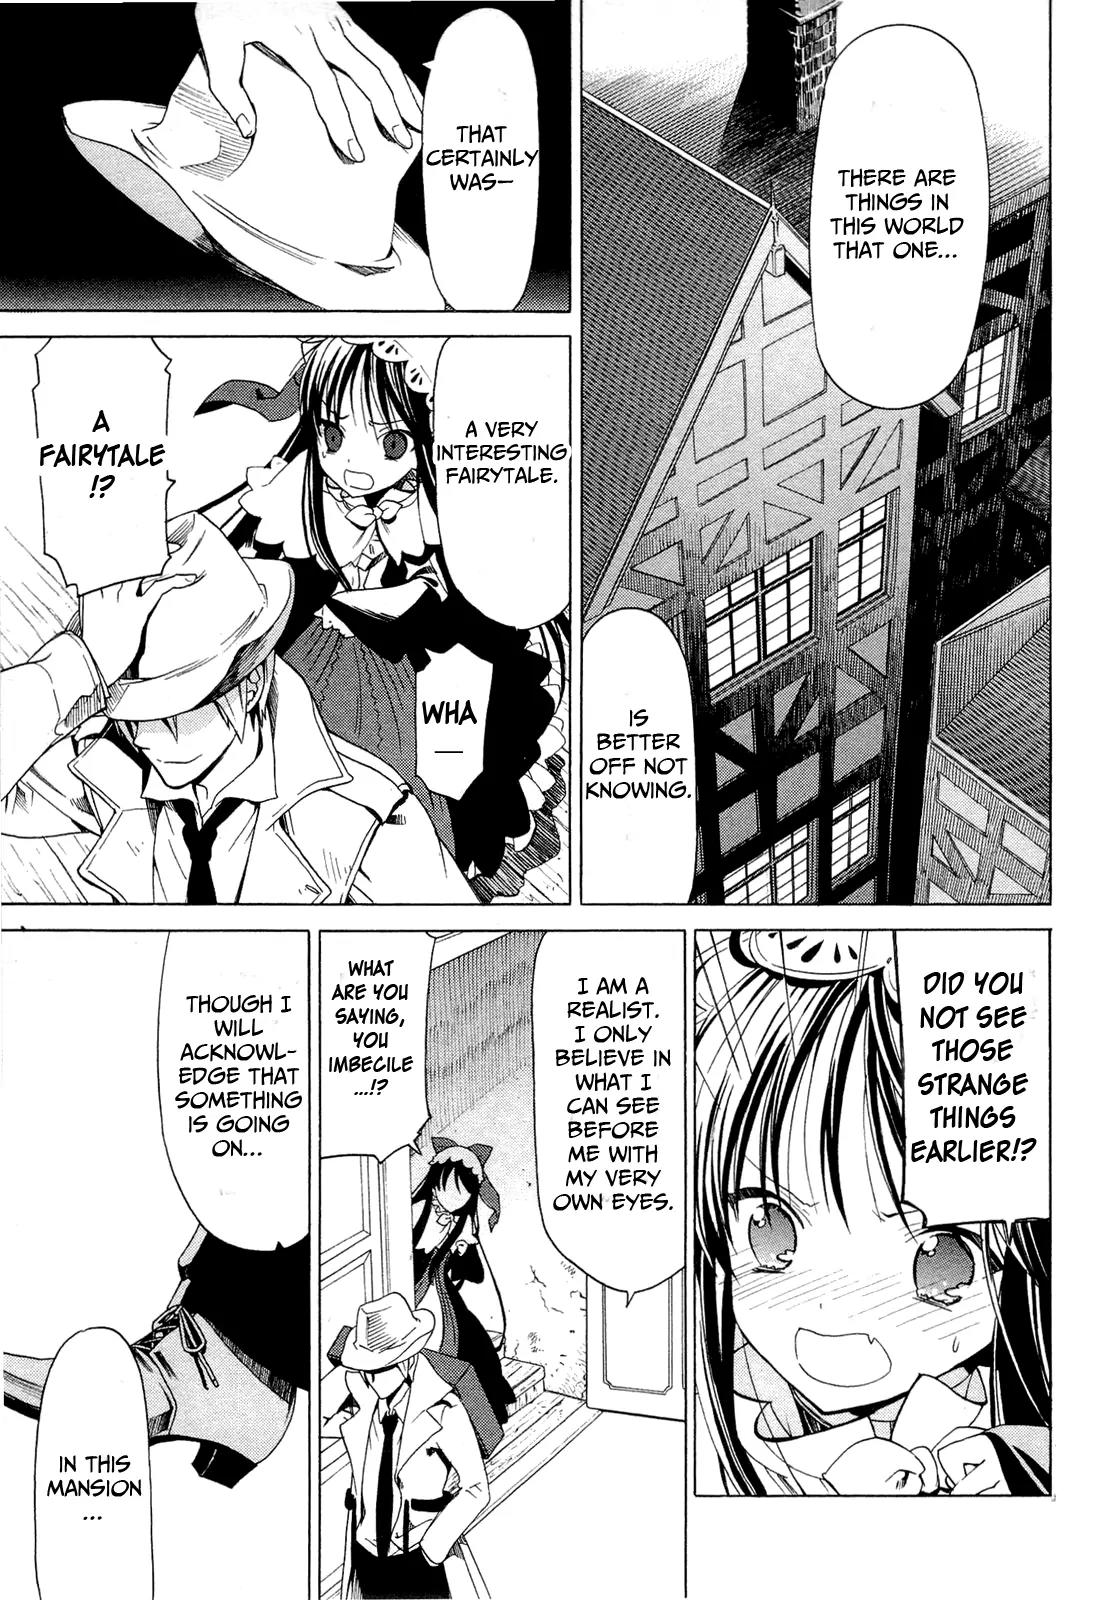 THERE ARE
THINGS IN
THIS WORLD
THAT ONE...
IS
BETTER
OFF NOT
KNOWING.
THAT
CERTAINLY
WAS—
A VERY
INTERESTING
FAIRYTALE.
WHA
—
A
FAIRYTALE
!?
DID YOU
NOT SEE
THOSE
STRANGE
THINGS
EARLIER!?
I AM A
REALIST.
I ONLY
BELIEVE IN
WHAT I
CAN SEE
BEFORE
ME WITH
MY VERY
OWN EYES.
WHAT
ARE YOU
SAYING,
YOU
IMBECILE
...!?
THOUGH I
WILL
ACKNOWL-
EDGE THAT
SOMETHING
IS GOING
ON...
IN THIS
MANSION
...